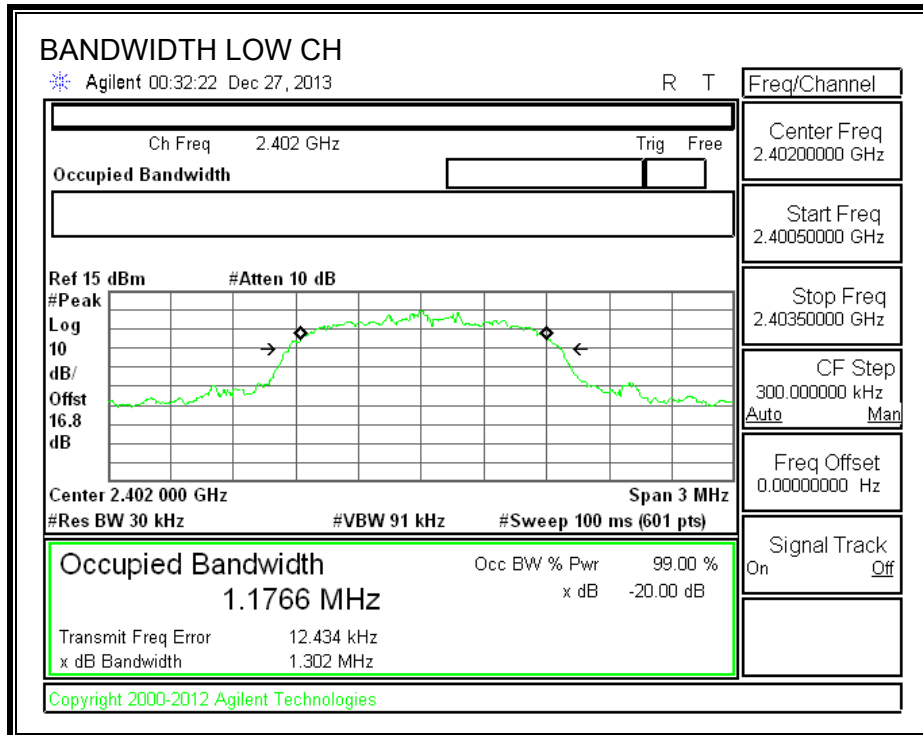 BANDWIDTH LOW CH
Agilent 00:32:22 Dec 27, 2013 R T
Freq/Channel
Ch Freq 2.402 GHz Trig Free
Occupied Bandwidth
Center Freq
2.40200000 GHz
Start Freq
2.40050000 GHz
Stop Freq
2.40350000 GHz
CF Step
300.000000 kHz
Auto Man
Freq Offset
0.00000000 Hz
Signal Track
On Off
Ref 15 dBm #Atten 10 dB
#Peak
Log
10
dB/
Offst
16.8
dB
Center 2.402 000 GHz Span 3 MHz
#Res BW 30 kHz #VBW 91 kHz #Sweep 100 ms (601 pts)
Occupied Bandwidth Occ BW % Pwr 99.00 %
1.1766 MHz x dB -20.00 dB
Transmit Freq Error 12.434 kHz
x dB Bandwidth 1.302 MHz
Copyright 2000-2012 Agilent Technologies